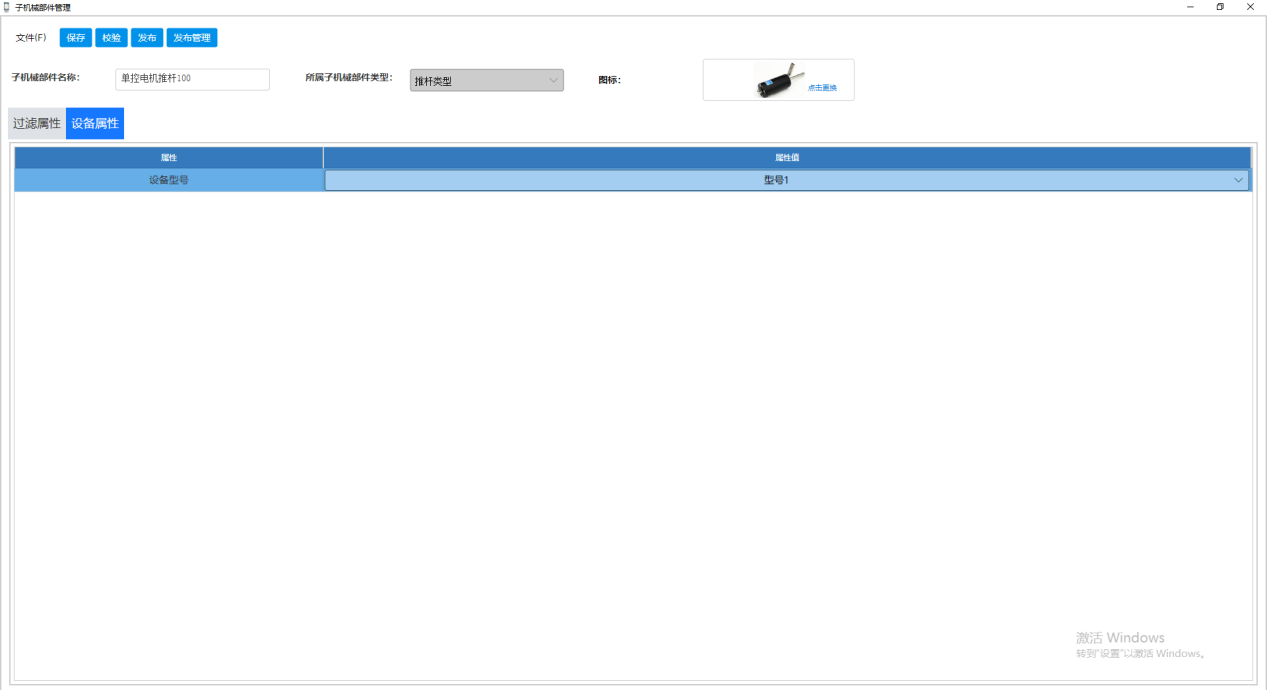 子机械部件管理
文件(F) 保存 校验 发布 发布管理
子机械部件名称: 单控电机推杆100 所属子机械部件类型: 推杆类型 图标: 点击更换
过滤属性 设备属性
属性 属性值
设备型号 型号1
激活 Windows
转到"设置"以激活 Windows。